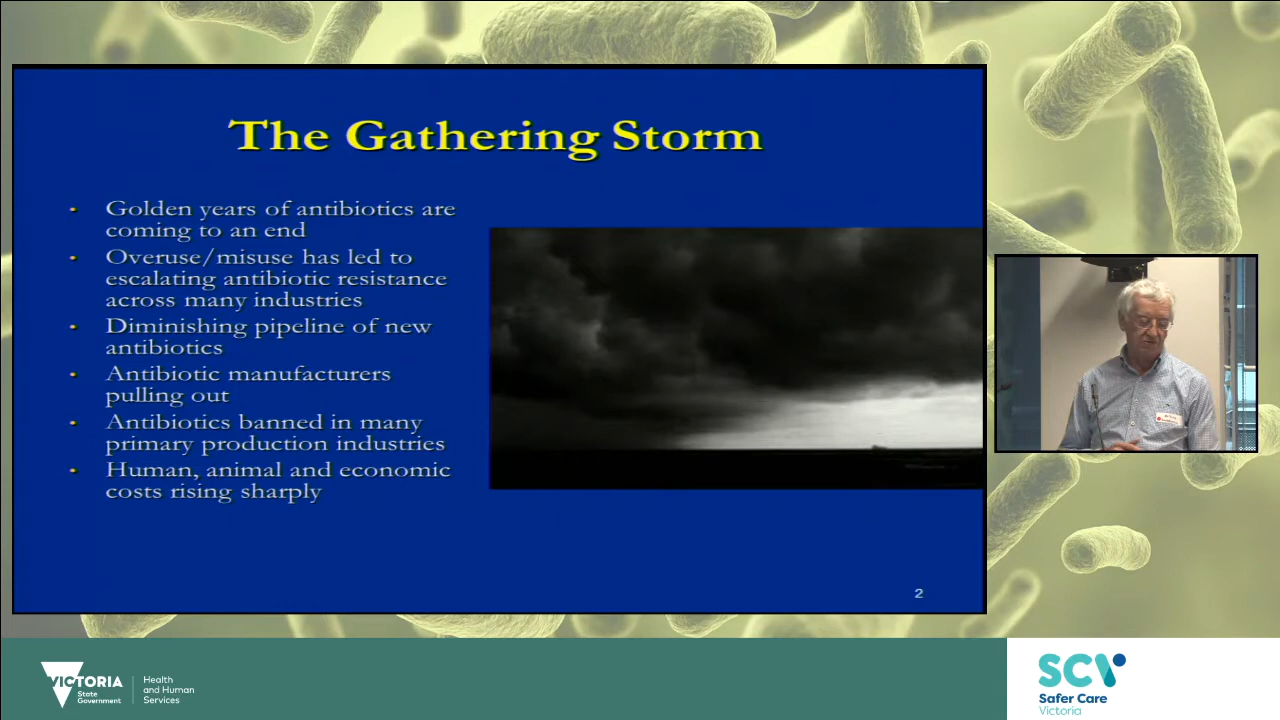 The Gathering Storm
• Golden years of antibiotics are
coming to an end
• Overuse/misuse has led to
escalating antibiotic resistance
across many industries
• Diminishing pipeline of new
antibiotics
• Antibiotic manufacturers
pulling out
• Antibiotics banned in many
primary production industries
• Human, animal and economic
costs rising sharply
2
VICTORIA
State
Government
Health
and Human
Services
SCV
Safer Care
Victoria